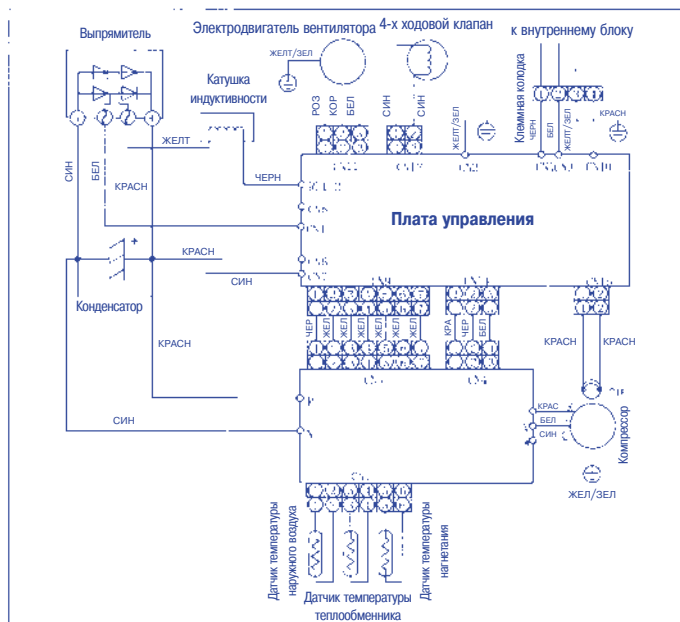 Выпрямитель
Электродвигатель вентилятора
4-х ходовой клапан
к внутреннему блоку
ЖЕЛТ/ЗЕЛ
Катушка
индуктивности
РОЗ
КОР
БЕЛ
СИН
СИН
ЖЕЛТ/ЗЕЛ
Клеммная колодка
ЧЕРН
БЕЛ
ЖЕЛТ/ЗЕЛ
КРАСН
ЖЕЛТ
СИН
БЕЛ
КРАСН
ЧЕРН
Плата управления
КРАСН
СИН
Конденсатор
КРАСН
ЧЕР
ЖЕЛ
ЖЕЛ
ЖЕЛ
ЖЕЛ
ЖЕЛ
ЖЕЛ
КРА
ЧЕР
БЕЛ
КРАСН
КРАСН
СИН
КРАС
БЕЛ
СИН
Компрессор
ЖЕЛ/ЗЕЛ
Датчик температуры
наружного воздуха
Датчик температуры
теплообменника
Датчик температуры
нагнетания